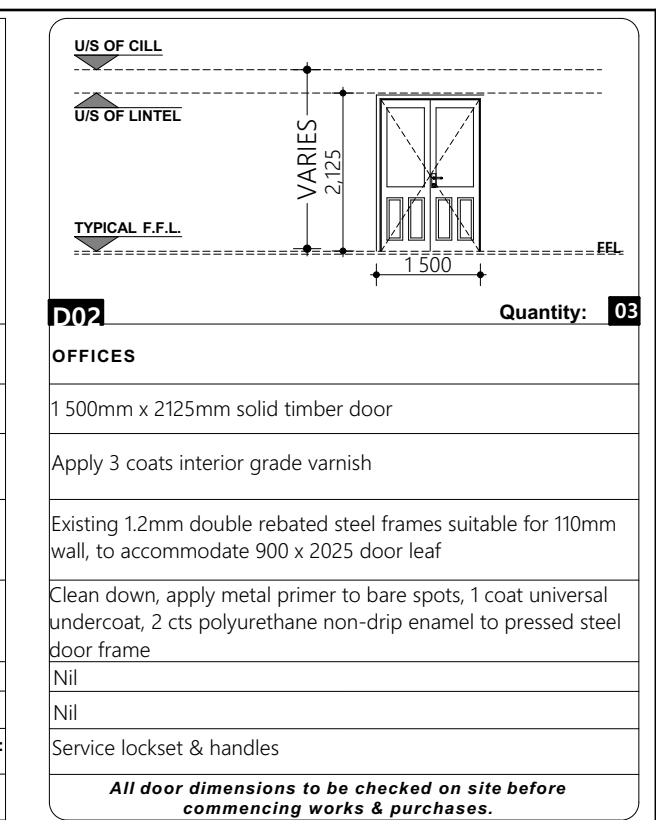 U/S OF CILL
U/S OF LINTEL
VARIES
2,125
TYPICAL F.F.L.
FFL
1 500
D02
Quantity: 03
OFFICES
1 500mm x 2125mm solid timber door
Apply 3 coats interior grade varnish
Existing 1.2mm double rebated steel frames suitable for 110mm
wall, to accommodate 900 x 2025 door leaf
Clean down, apply metal primer to bare spots, 1 coat universal
undercoat, 2 cts polyurethane non-drip enamel to pressed steel
door frame
Nil
Nil
Service lockset & handles
All door dimensions to be checked on site before
commencing works & purchases.